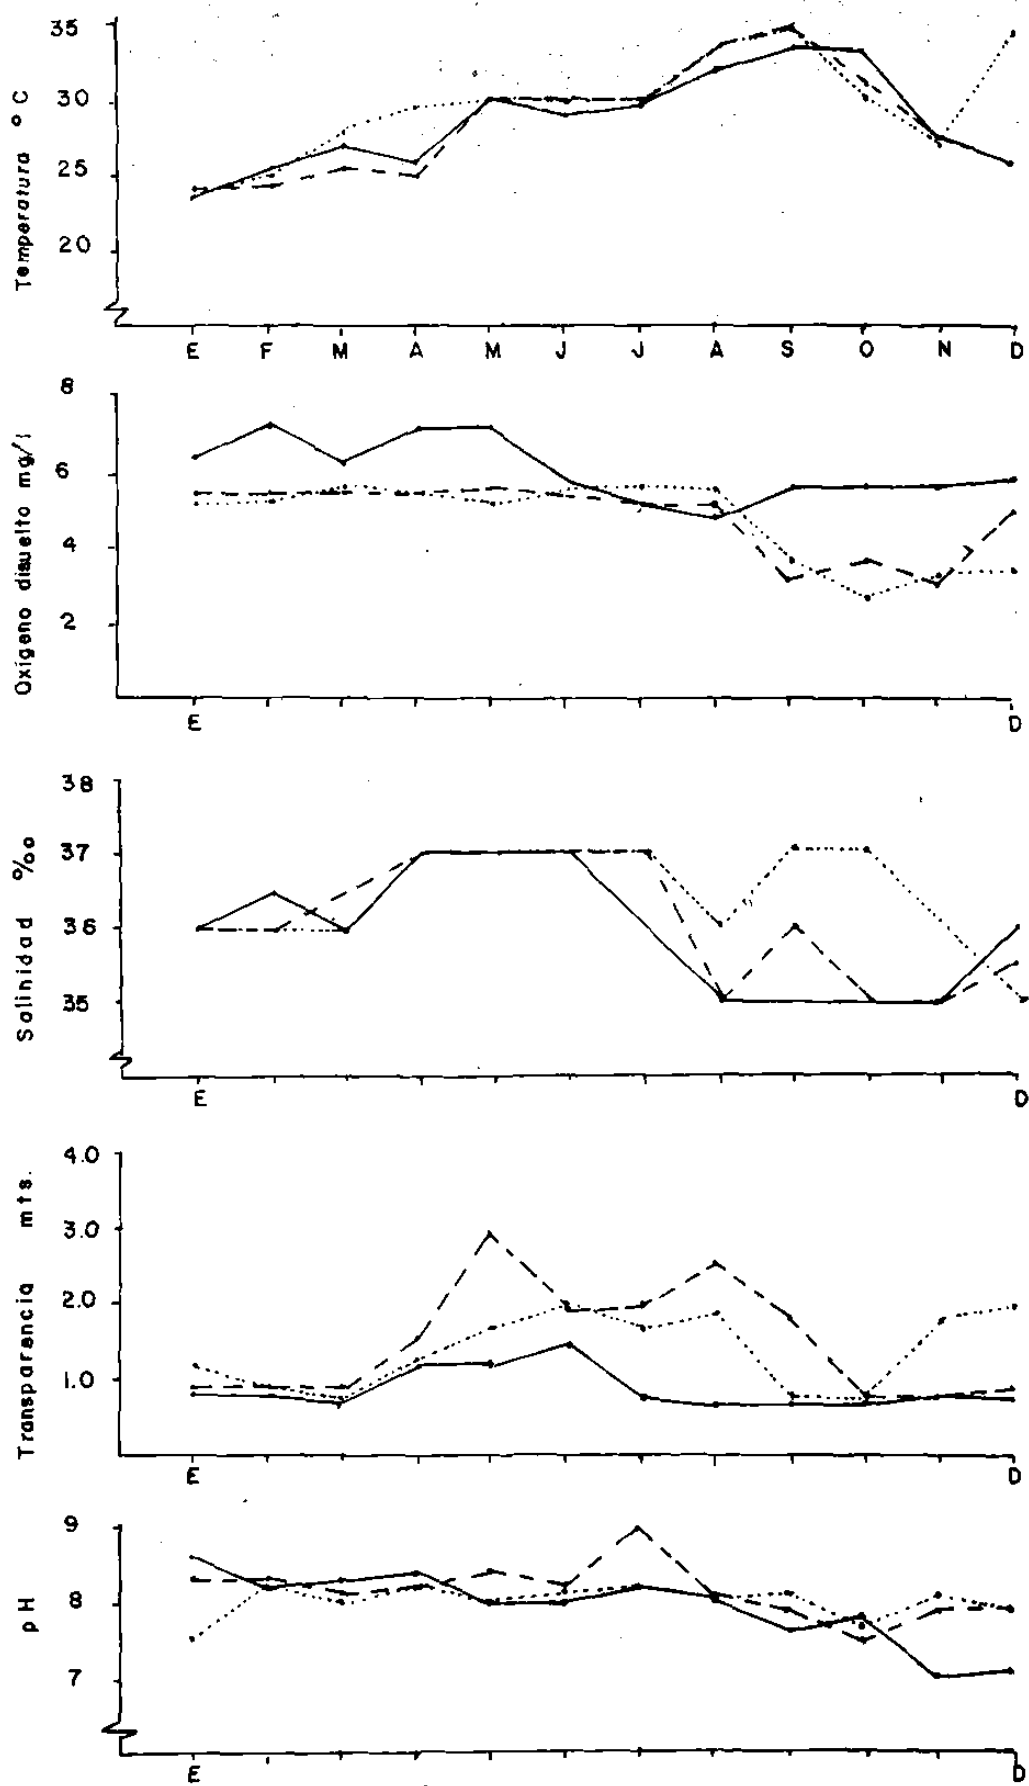 Temperatura °C
35
30
25
20
E F M A M J J A S O N D
Oxígeno disuelto mg/l
8
6
4
2
E D
Salinidad ‰
38
37
36
35
E D
Transparencia mts.
4.0
3.0
2.0
1.0
E D
pH
9
8
7
E D